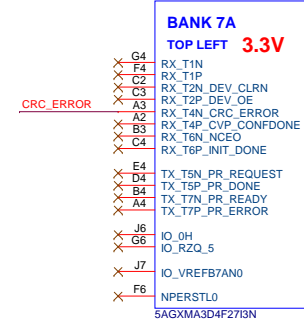 BANK 7A
TOP LEFT 3.3V
G4 RX_T1N
F4 RX_T1P
C2 RX_T2N_DEV_CLRN
C3 RX_T2P_DEV_OE
CRC_ERROR A3 RX_T4N_CRC_ERROR
A2 RX_T4P_CVP_CONFDONE
B3 RX_T6N_NCEO
C4 RX_T6P_INIT_DONE
E4 TX_T5N_PR_REQUEST
D4 TX_T5P_PR_DONE
B4 TX_T7N_PR_READY
A4 TX_T7P_PR_ERROR
J6 IO_0H
G6 IO_RZQ_5
J7 IO_VREFB7AN0
F6 NPERSTL0
5AGXMA3D4F27I3N